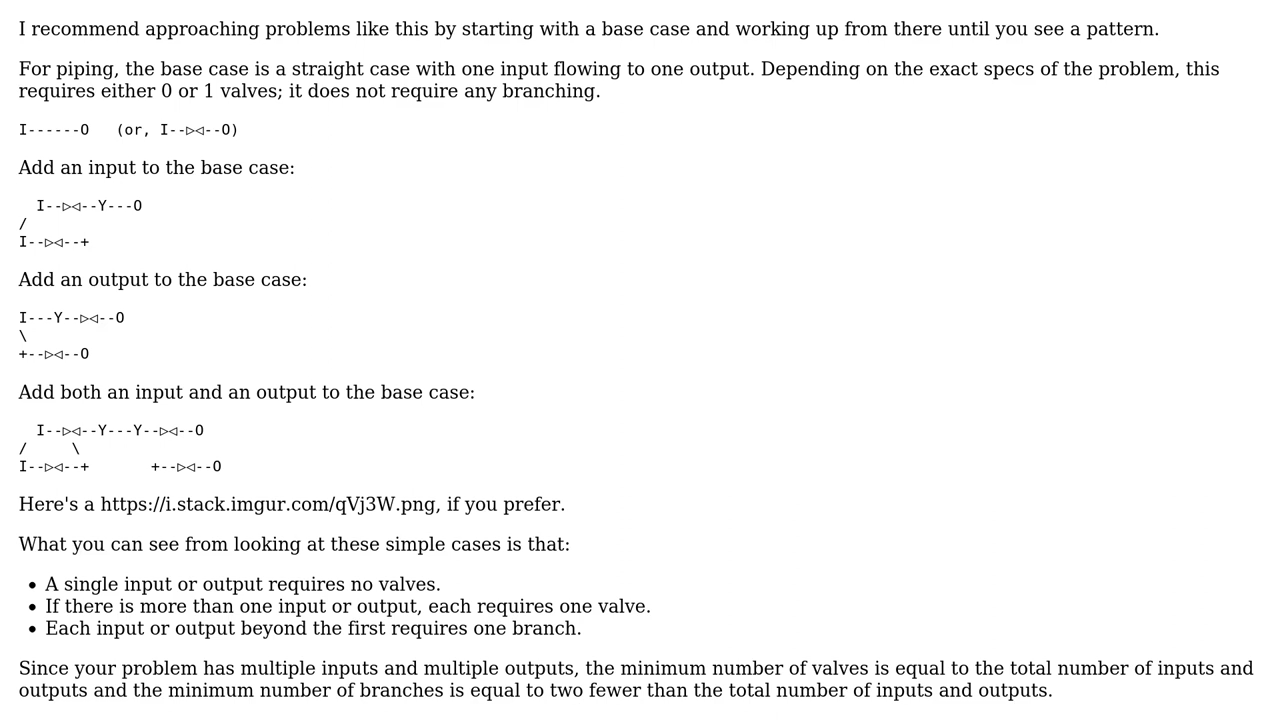 I recommend approaching problems like this by starting with a base case and working up from there until you see a pattern.
For piping, the base case is a straight case with one input flowing to one output. Depending on the exact specs of the problem, this
requires either 0 or 1 valves; it does not require any branching.
I------O   (or, I--▷◁--O)
Add an input to the base case:
  I--▷◁--Y---O
/
I--▷◁--+
Add an output to the base case:
I---Y--▷◁--O
\
+--▷◁--O
Add both an input and an output to the base case:
  I--▷◁--Y---Y--▷◁--O
/     \
I--▷◁--+       +--▷◁--O
Here's a https://i.stack.imgur.com/qVj3W.png, if you prefer.
What you can see from looking at these simple cases is that:
• A single input or output requires no valves.
• If there is more than one input or output, each requires one valve.
• Each input or output beyond the first requires one branch.
Since your problem has multiple inputs and multiple outputs, the minimum number of valves is equal to the total number of inputs and
outputs and the minimum number of branches is equal to two fewer than the total number of inputs and outputs.